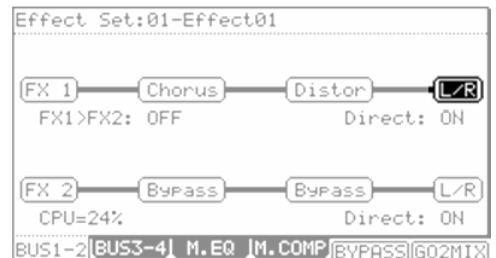 Effect Set:01-Effect01
FX 1 Chorus Distor L/R
FX1>FX2: OFF Direct: ON
FX 2 Bypass Bypass L/R
CPU=24% Direct: ON
BUS1-2 BUS3-4 M.EQ M.COMP BYPASS GO2MIX